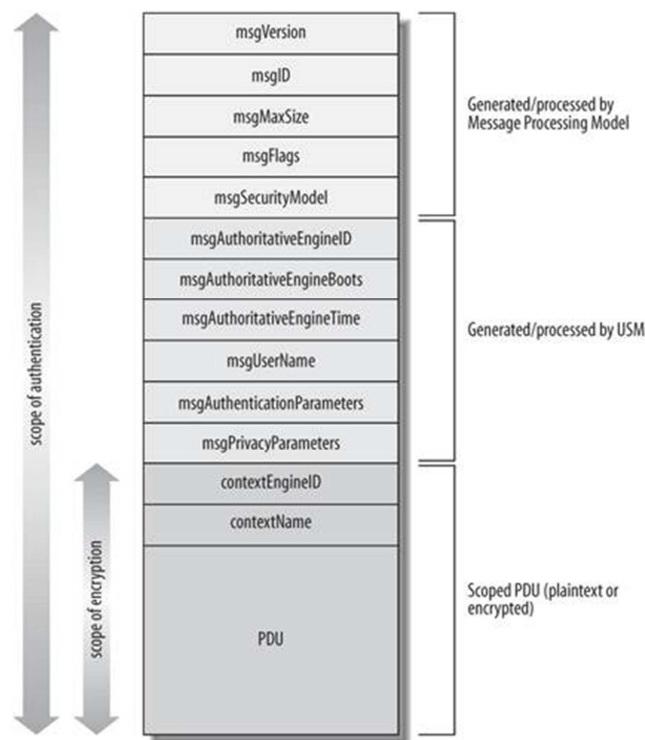 msgVersion
msgID
msgMaxSize
msgFlags
msgSecurityModel
msgAuthoritativeEngineID
msgAuthoritativeEngineBoots
msgAuthoritativeEngineTime
msgUserName
msgAuthenticationParameters
msgPrivacyParameters
contextEngineID
contextName
PDU
Generated/processed by
Message Processing Model
Generated/processed by USM
Scoped PDU (plaintext or
encrypted)
scope of authentication
scope of encryption